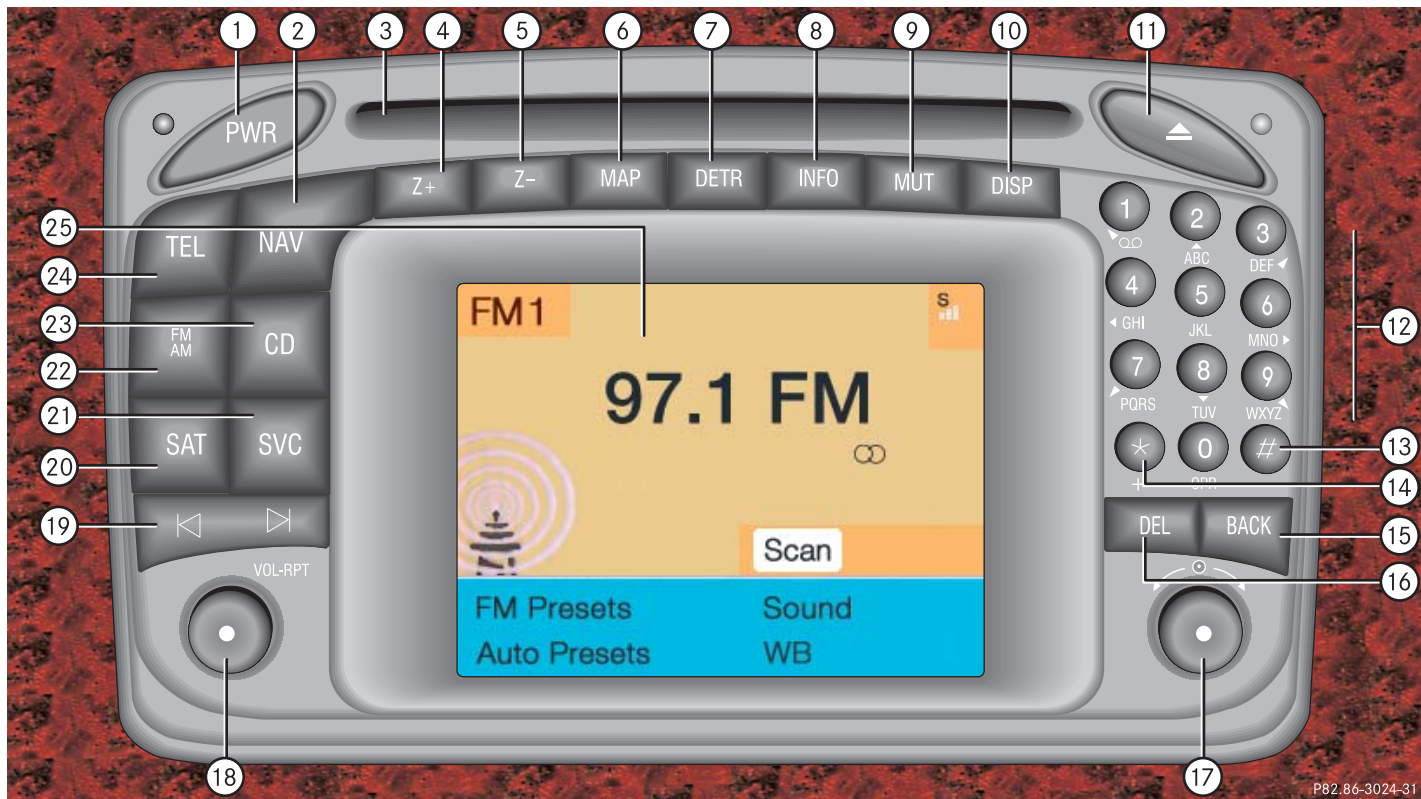 1 2 3 4 5 6 7 8 9 10 11
PWR
Z+ Z- MAP DETR INFO MUT DISP
TEL NAV
25
24
23
FM
AM
CD
22
21
SAT SVC
20
19
VOL-RPT
18
FM1
S
97.1 FM
Scan
FM Presets Sound
Auto Presets WB
1 2 3
ABC DEF
4 5 6
GHI JKL MNO
7 8 9
PQRS TUV WXYZ
* 0 #
+ OPR
12
13
14
DEL BACK
15
16
17
P82.86-3024-31